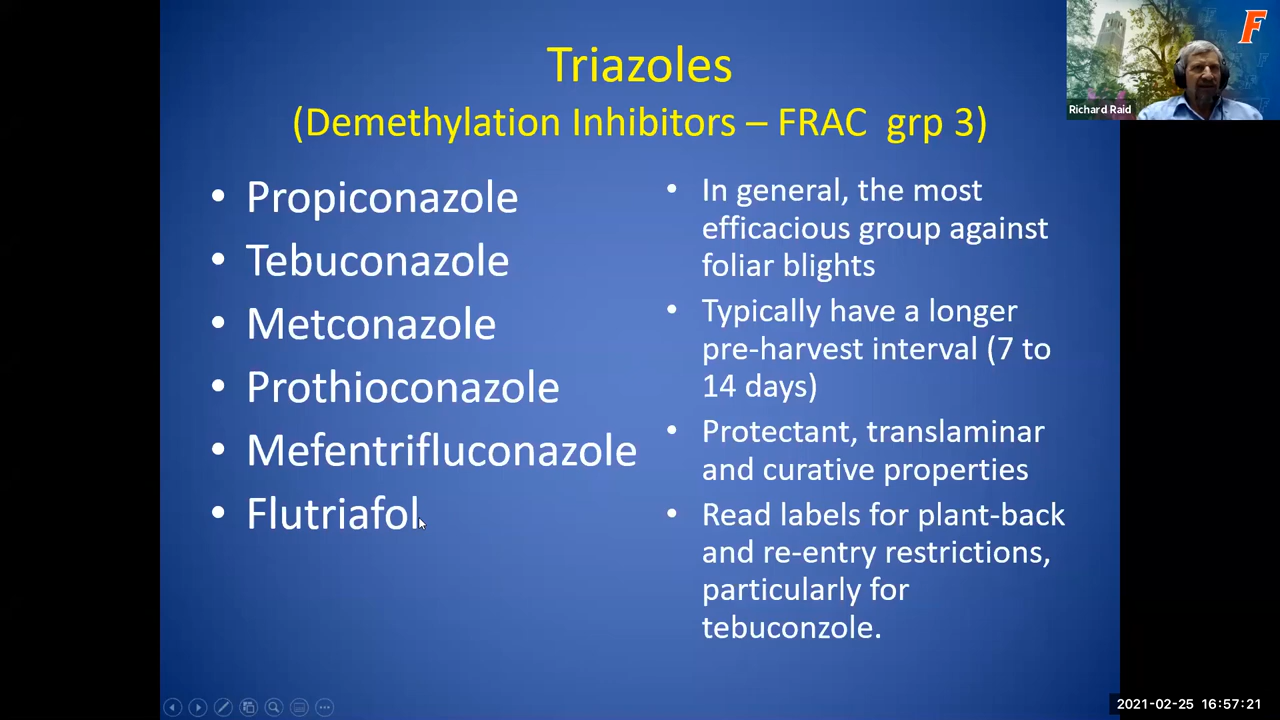 Triazoles
(Demethylation Inhibitors – FRAC  grp 3)
• Propiconazole
• Tebuconazole
• Metconazole
• Prothioconazole
• Mefentrifluconazole
• Flutriafol
• In general, the most
efficacious group against
foliar blights
• Typically have a longer
pre-harvest interval (7 to
14 days)
• Protectant, translaminar
and curative properties
• Read labels for plant-back
and re-entry restrictions,
particularly for
tebuconzole.
F
Richard Raid
2021-02-25 16:57:21